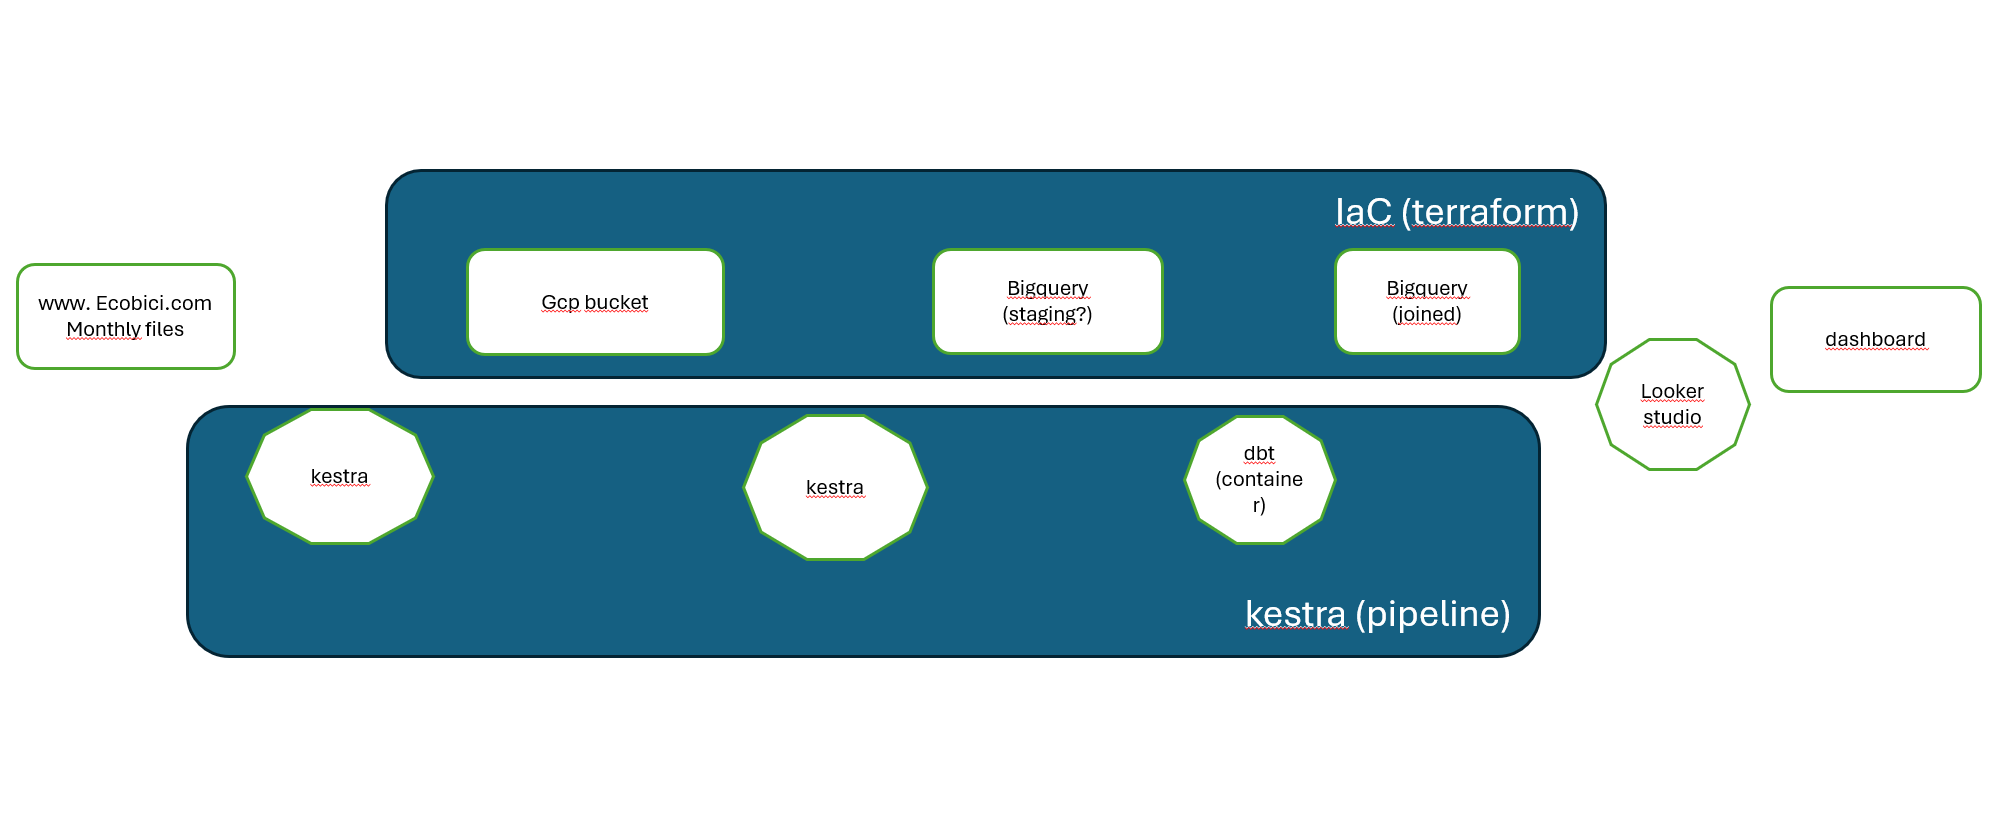 www. Ecobici.com
Monthly files
IaC (terraform)
Gcp bucket
Bigquery
(staging?)
Bigquery
(joined)
dashboard
Looker
studio
kestra
kestra
dbt
(containe
r)
kestra (pipeline)